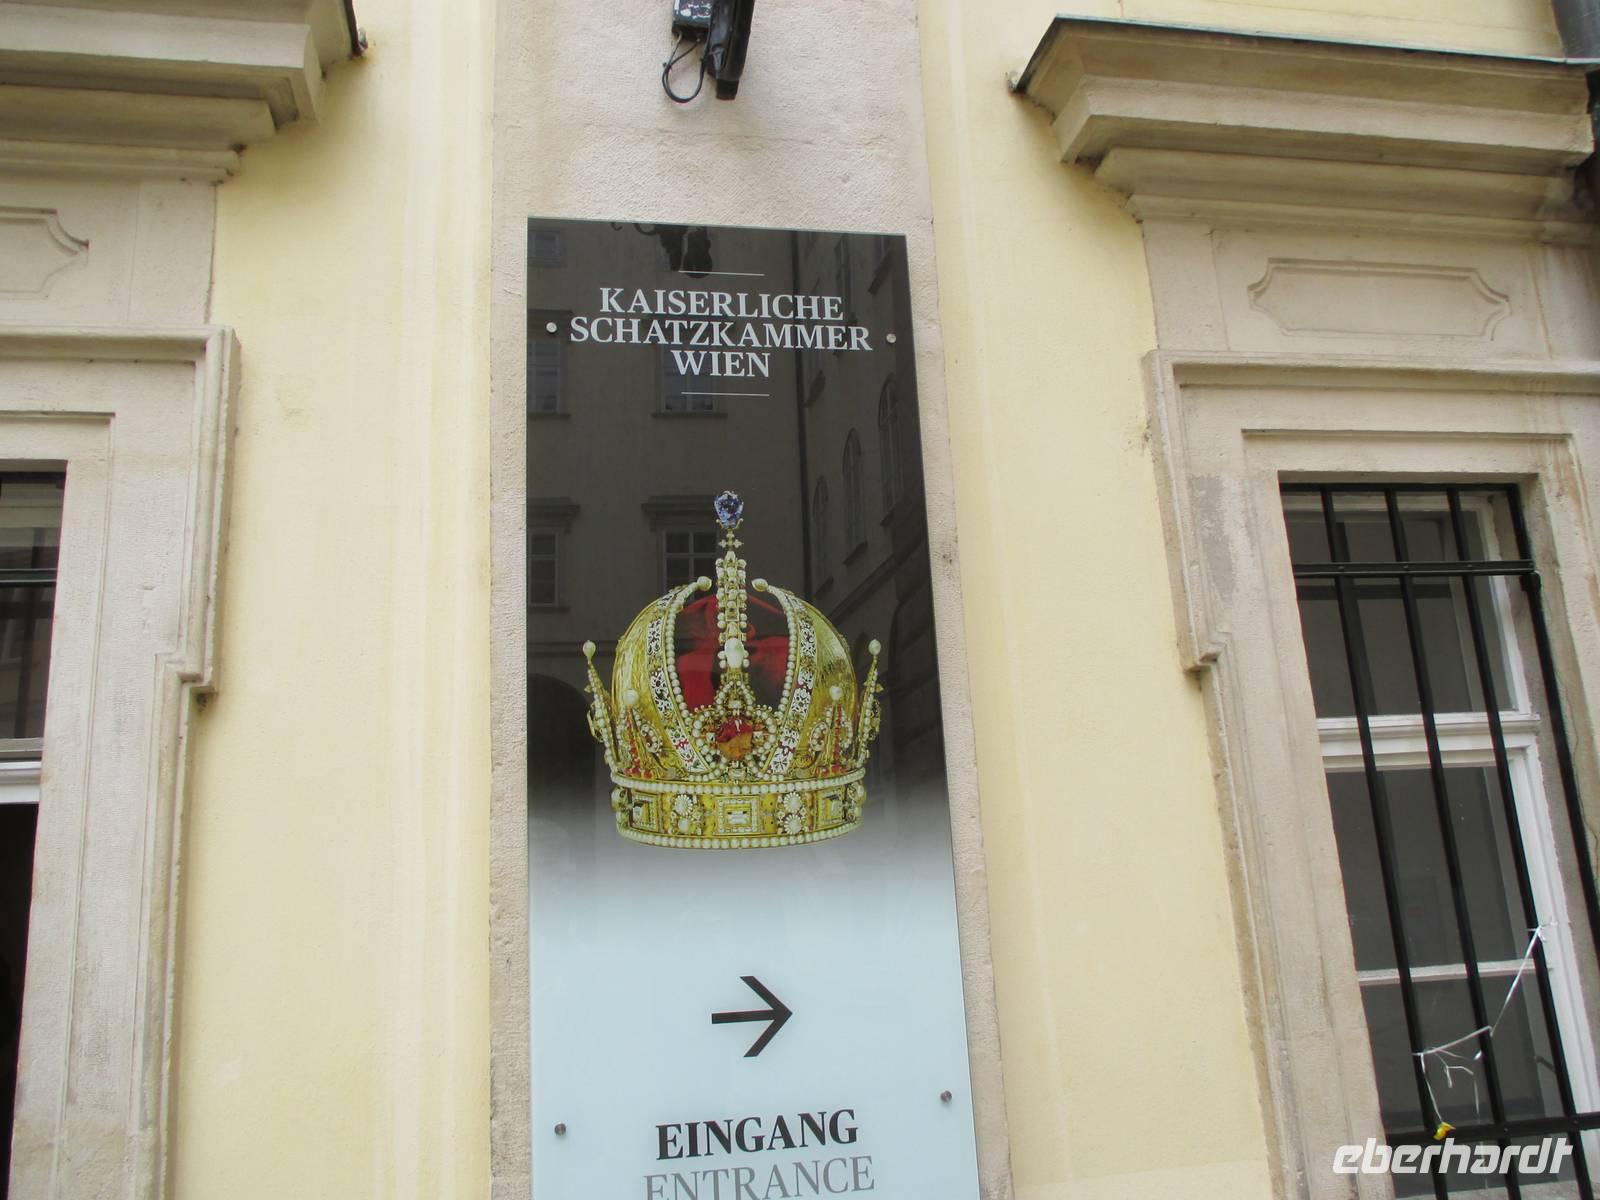 KAISERLICHE
SCHATZKAMMER
WIEN
EINGANG
ENTRANCE
eberhardt